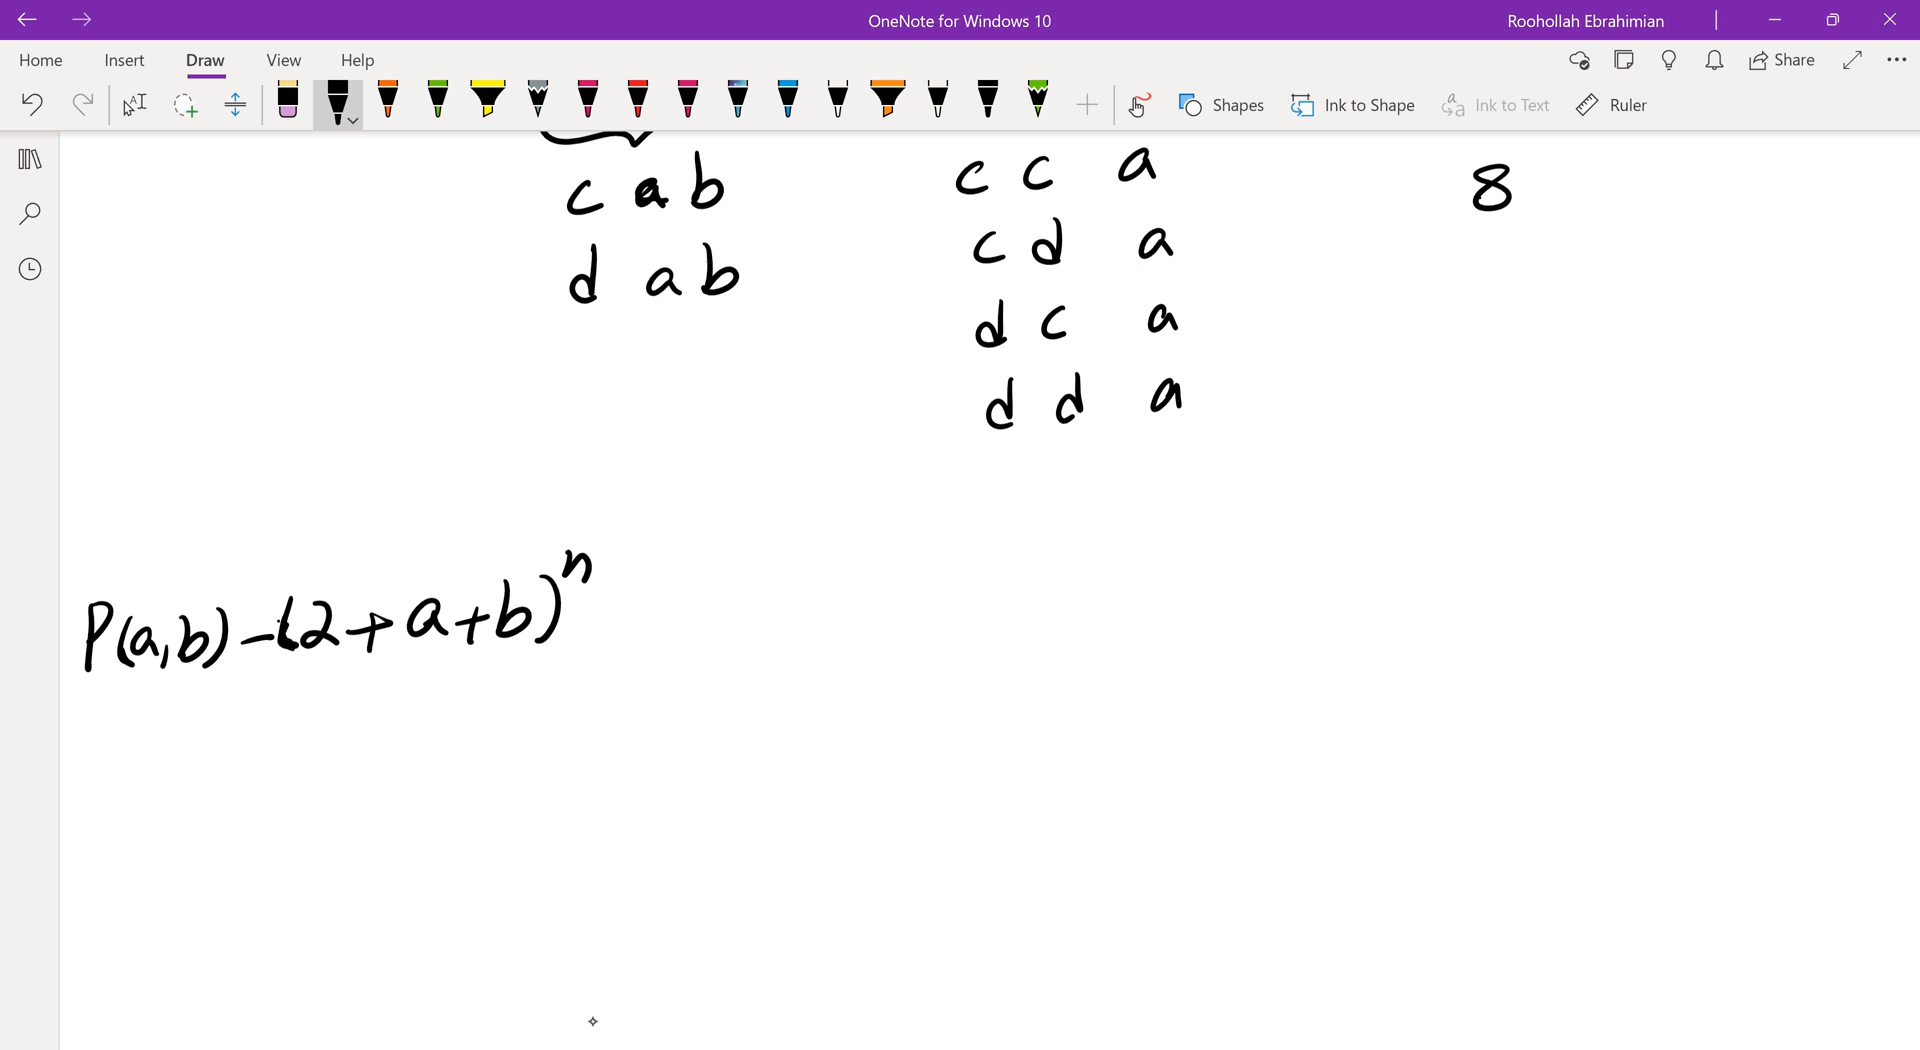 OneNote for Windows 10 Roohollah Ebrahimian
Home Insert Draw View Help Share
Shapes Ink to Shape Ink to Text Ruler
c a b
d a b
c c a
c d a
d c a
d d a
8
P(a,b) - (2 + a + b)^n